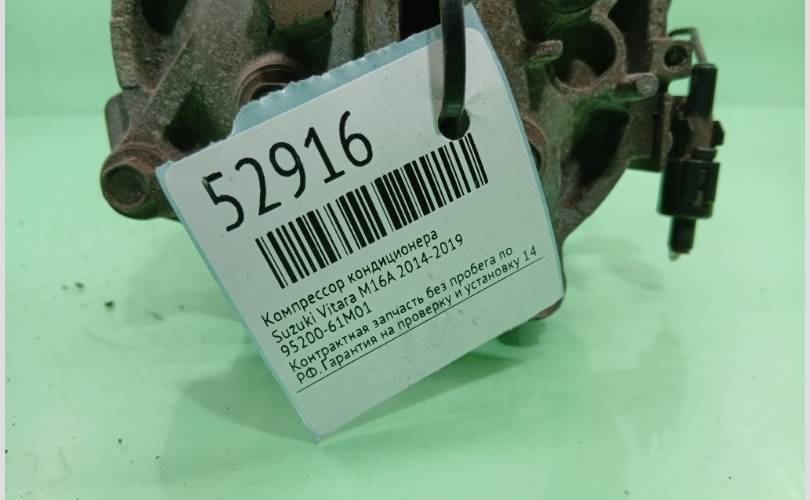 52916
Компрессор кондиционера
Suzuki Vitara M16A 2014-2019
95200-61M01
Контрактная запчасть без пробега по
РФ. Гарантия на проверку и установку 14